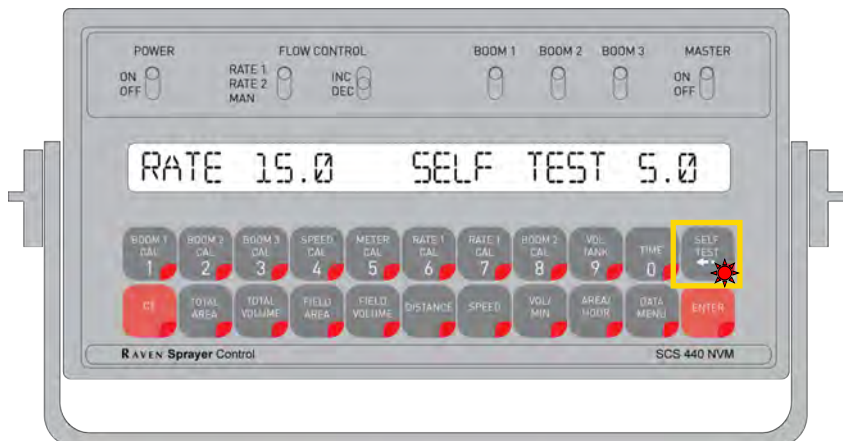 POWER FLOW CONTROL BOOM 1 BOOM 2 BOOM 3 MASTER
ON OFF RATE 1 RATE 2 MAN INC DEC ON OFF
RATE 15.0 SELF TEST 5.0
BOOM 1 CAL 1
BOOM 2 CAL 2
BOOM 3 CAL 3
SPEED CAL 4
METER CAL 5
RATE 1 CAL 6
RATE 1 CAL 7
BOOM 2 CAL 8
VOL TANK 9
TIME 0
SELF TEST
CE
TOTAL AREA
TOTAL VOLUME
FIELD AREA
FIELD VOLUME
DISTANCE
SPEED
VOL/ MIN
AREA/ HOUR
DATA MENU
ENTER
RAVEN Sprayer Control SCS 440 NVM